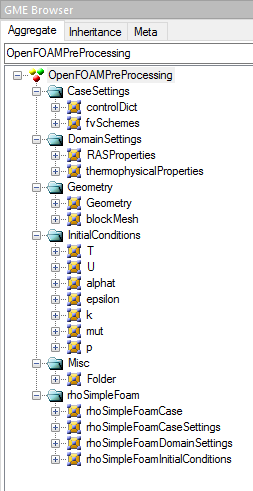 GME Browser
Aggregate Inheritance Meta
OpenFOAMPreProcessing
OpenFOAMPreProcessing
CaseSettings
controlDict
fvSchemes
DomainSettings
RASProperties
thermophysicalProperties
Geometry
Geometry
blockMesh
InitialConditions
T
U
alphat
epsilon
k
mut
p
Misc
Folder
rhoSimpleFoam
rhoSimpleFoamCase
rhoSimpleFoamCaseSettings
rhoSimpleFoamDomainSettings
rhoSimpleFoamInitialConditions